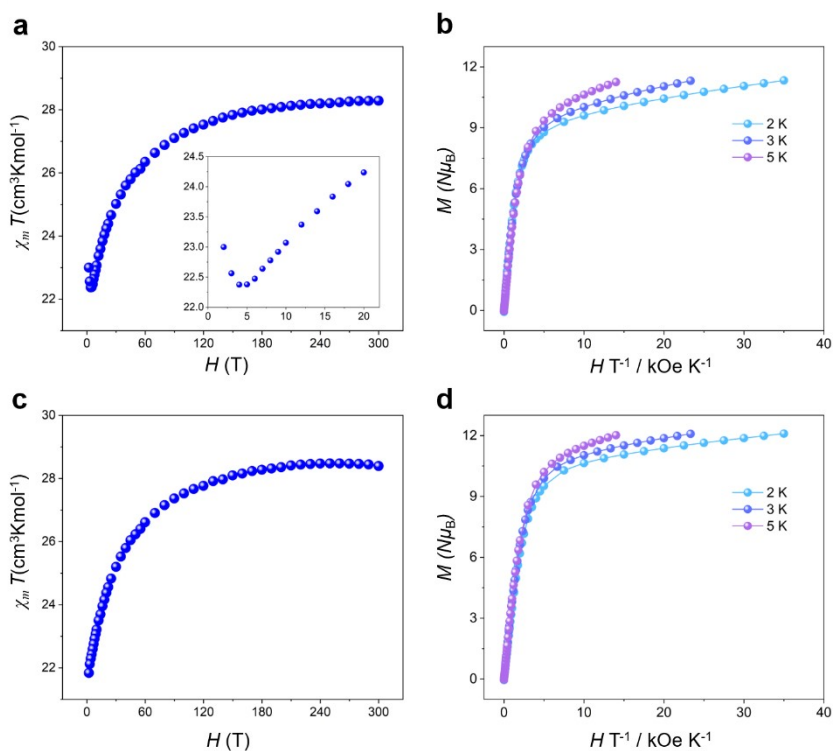 a
30
28
26
24
22
χₘ T(cm³Kmol⁻¹)
24.5
24.0
23.5
23.0
22.5
22.0
0 5 10 15 20
0 60 120 180 240 300
H (T)
b
12
9
6
3
0
M (Nμ_B)
2 K
3 K
5 K
0 10 20 30 40
H T⁻¹ / kOe K⁻¹
c
30
28
26
24
22
χₘ T(cm³Kmol⁻¹)
0 60 120 180 240 300
H (T)
d
12
9
6
3
0
M (Nμ_B)
2 K
3 K
5 K
0 10 20 30 40
H T⁻¹ / kOe K⁻¹